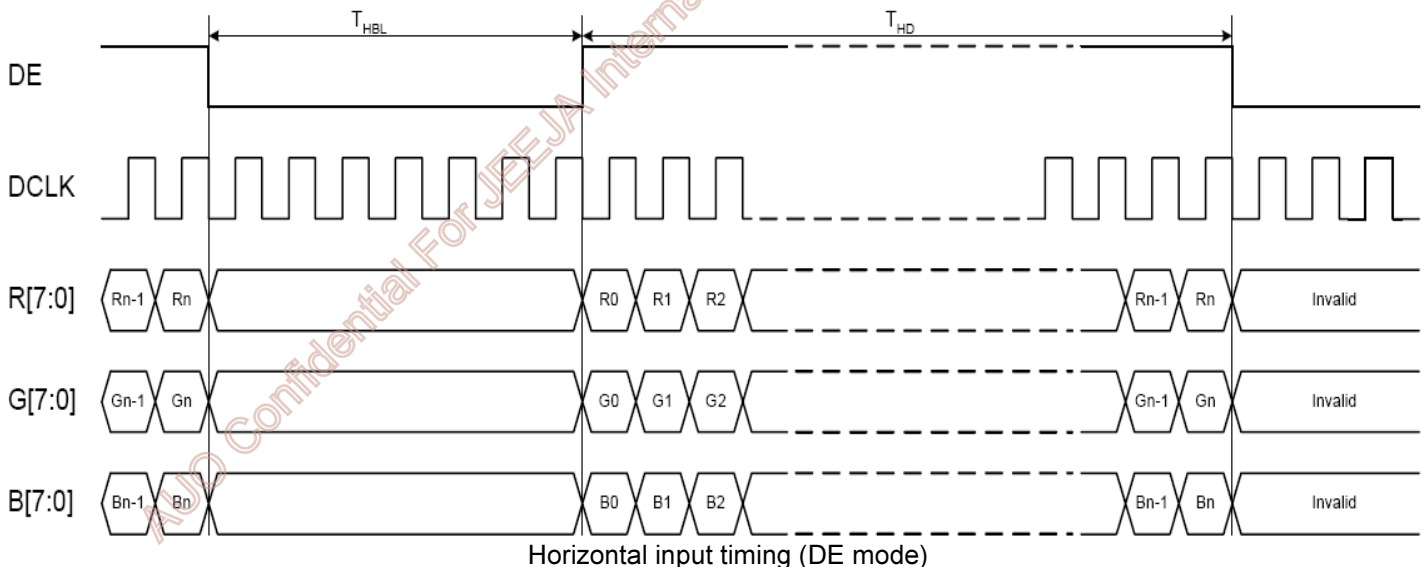 T_HBL T_HD
DE
DCLK
R[7:0] Rn-1 Rn R0 R1 R2 Rn-1 Rn Invalid
G[7:0] Gn-1 Gn G0 G1 G2 Gn-1 Gn Invalid
B[7:0] Bn-1 Bn B0 B1 B2 Bn-1 Bn Invalid
Horizontal input timing (DE mode)
AUO Confidential For JEEJA Interna